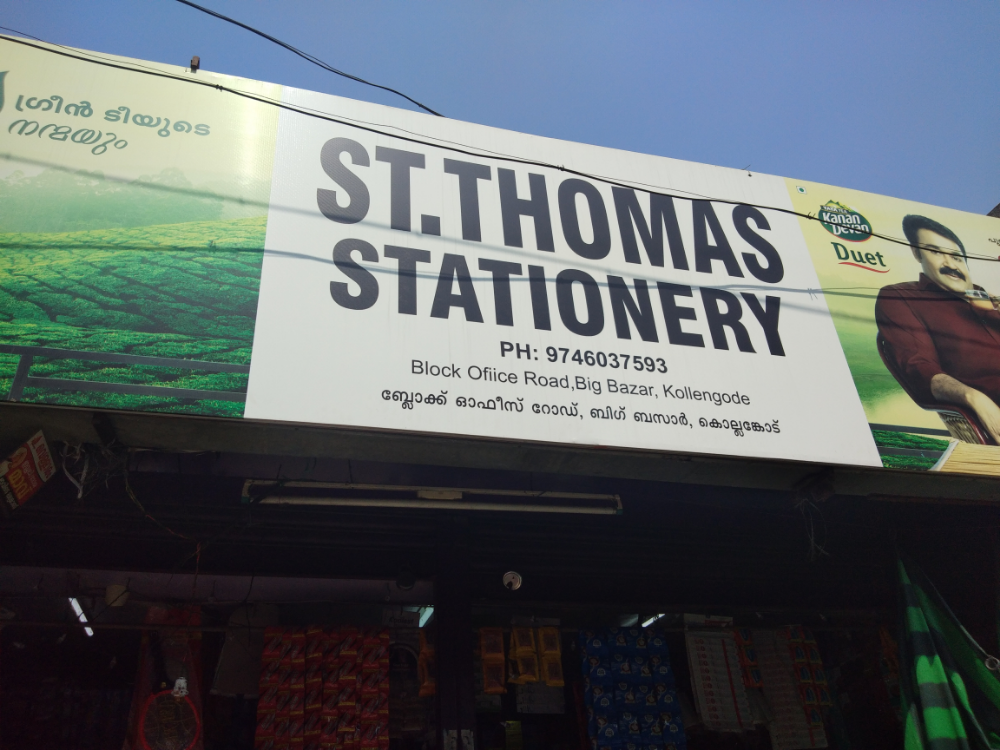 ഗ്രീൻ ടീയുടെ
നന്മയും
ST.THOMAS
STATIONERY
PH: 9746037593
Block Ofiice Road,Big Bazar, Kollengode
ബ്ലോക്ക് ഓഫീസ് റോഡ്, ബിഗ് ബസാർ, കൊല്ലങ്കോട്
Kanan
Devan
Duet